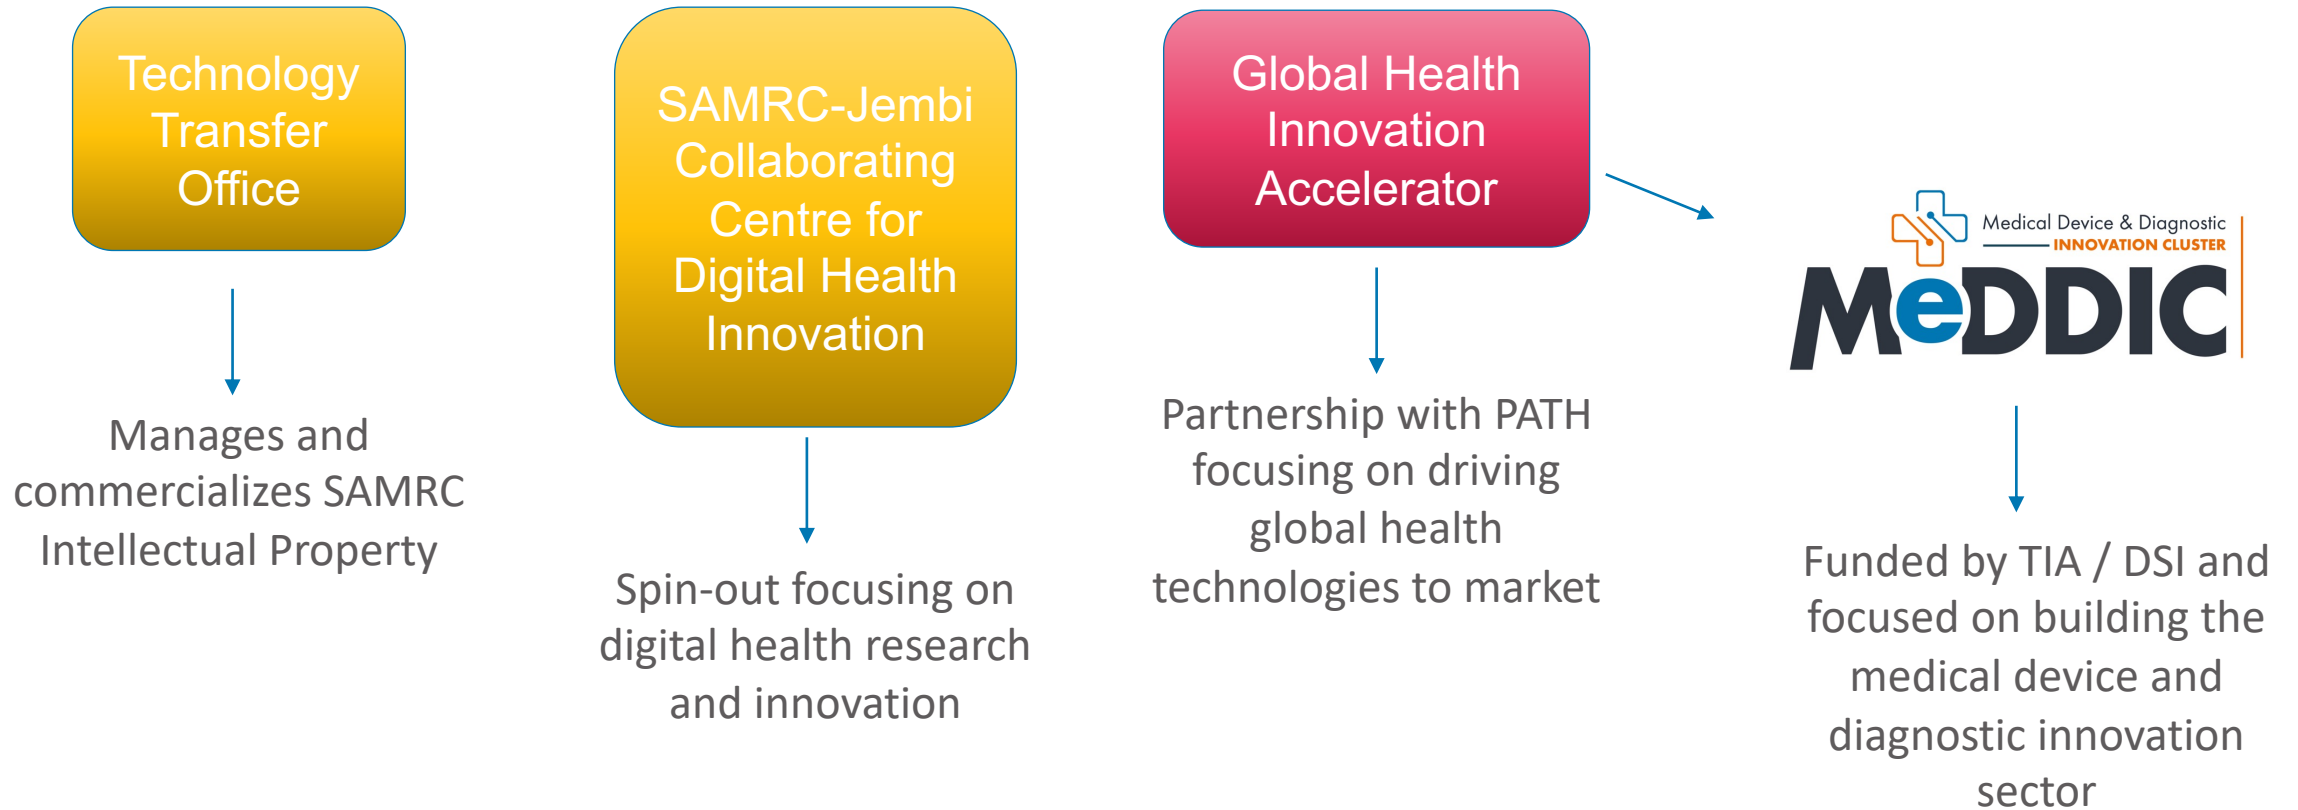 Technology
Transfer
Office
Manages and
commercializes SAMRC
Intellectual Property
SAMRC-Jembi
Collaborating
Centre for
Digital Health
Innovation
Spin-out focusing on
digital health research
and innovation
Global Health
Innovation
Accelerator
Partnership with PATH
focusing on driving
global health
technologies to market
Medical Device & Diagnostic
INNOVATION CLUSTER
MeDDIC
Funded by TIA / DSI and
focused on building the
medical device and
diagnostic innovation
sector